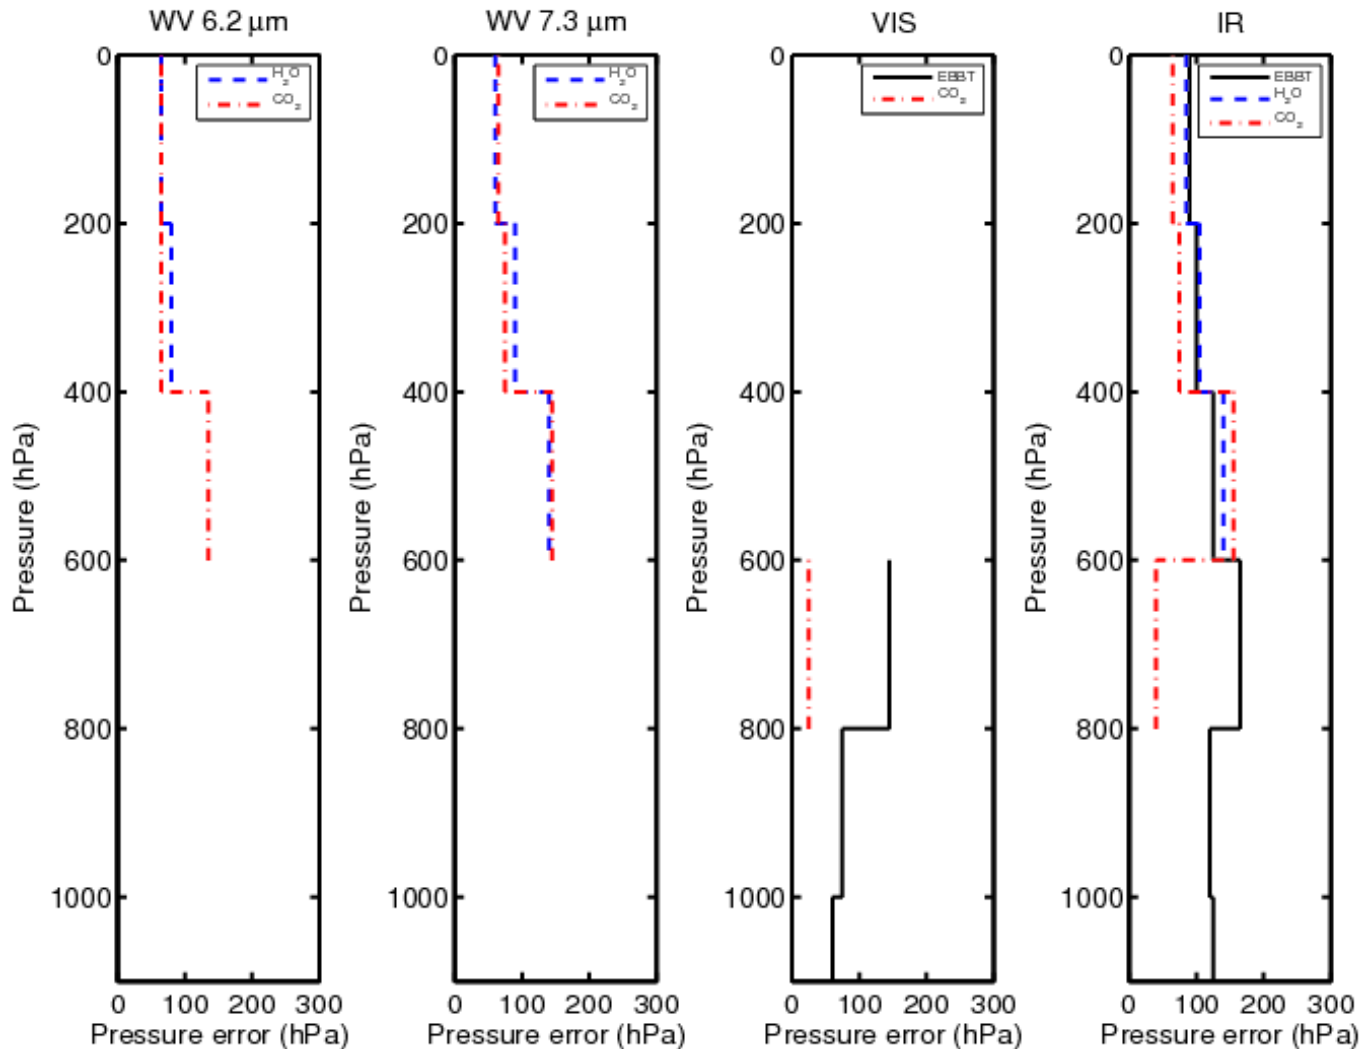 WV 6.2 μm
WV 7.3 μm
VIS
IR
0
200
400
600
800
1000
0 100 200 300
Pressure (hPa)
Pressure error (hPa)
H₂O
CO₂
0
200
400
600
800
1000
0 100 200 300
Pressure (hPa)
Pressure error (hPa)
H₂O
CO₂
0
200
400
600
800
1000
0 100 200 300
Pressure (hPa)
Pressure error (hPa)
EBBT
CO₂
0
200
400
600
800
1000
0 100 200 300
Pressure (hPa)
Pressure error (hPa)
EBBT
H₂O
CO₂